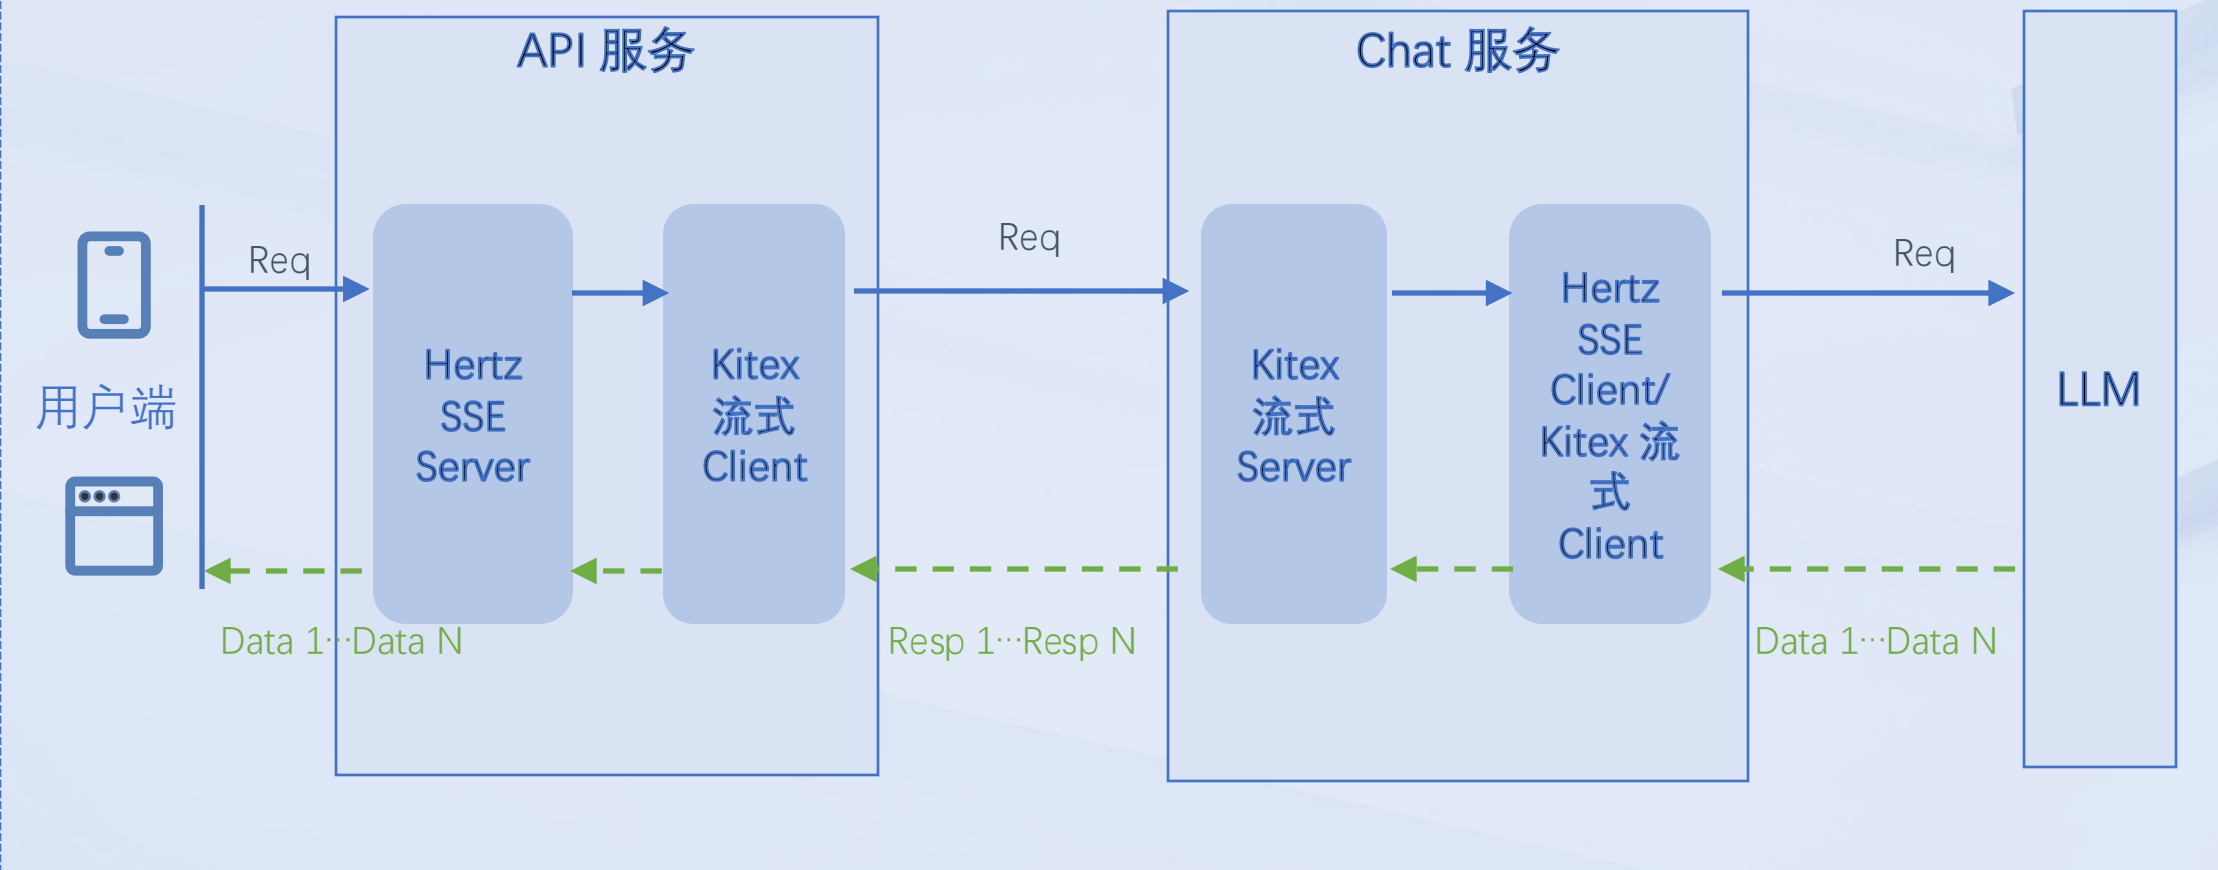 API 服务
Chat 服务
Req
Req
Req
用户端
Hertz
SSE
Server
Kitex
流式
Client
Kitex
流式
Server
Hertz
SSE
Client/
Kitex 流
式
Client
LLM
Data 1…Data N
Resp 1…Resp N
Data 1…Data N